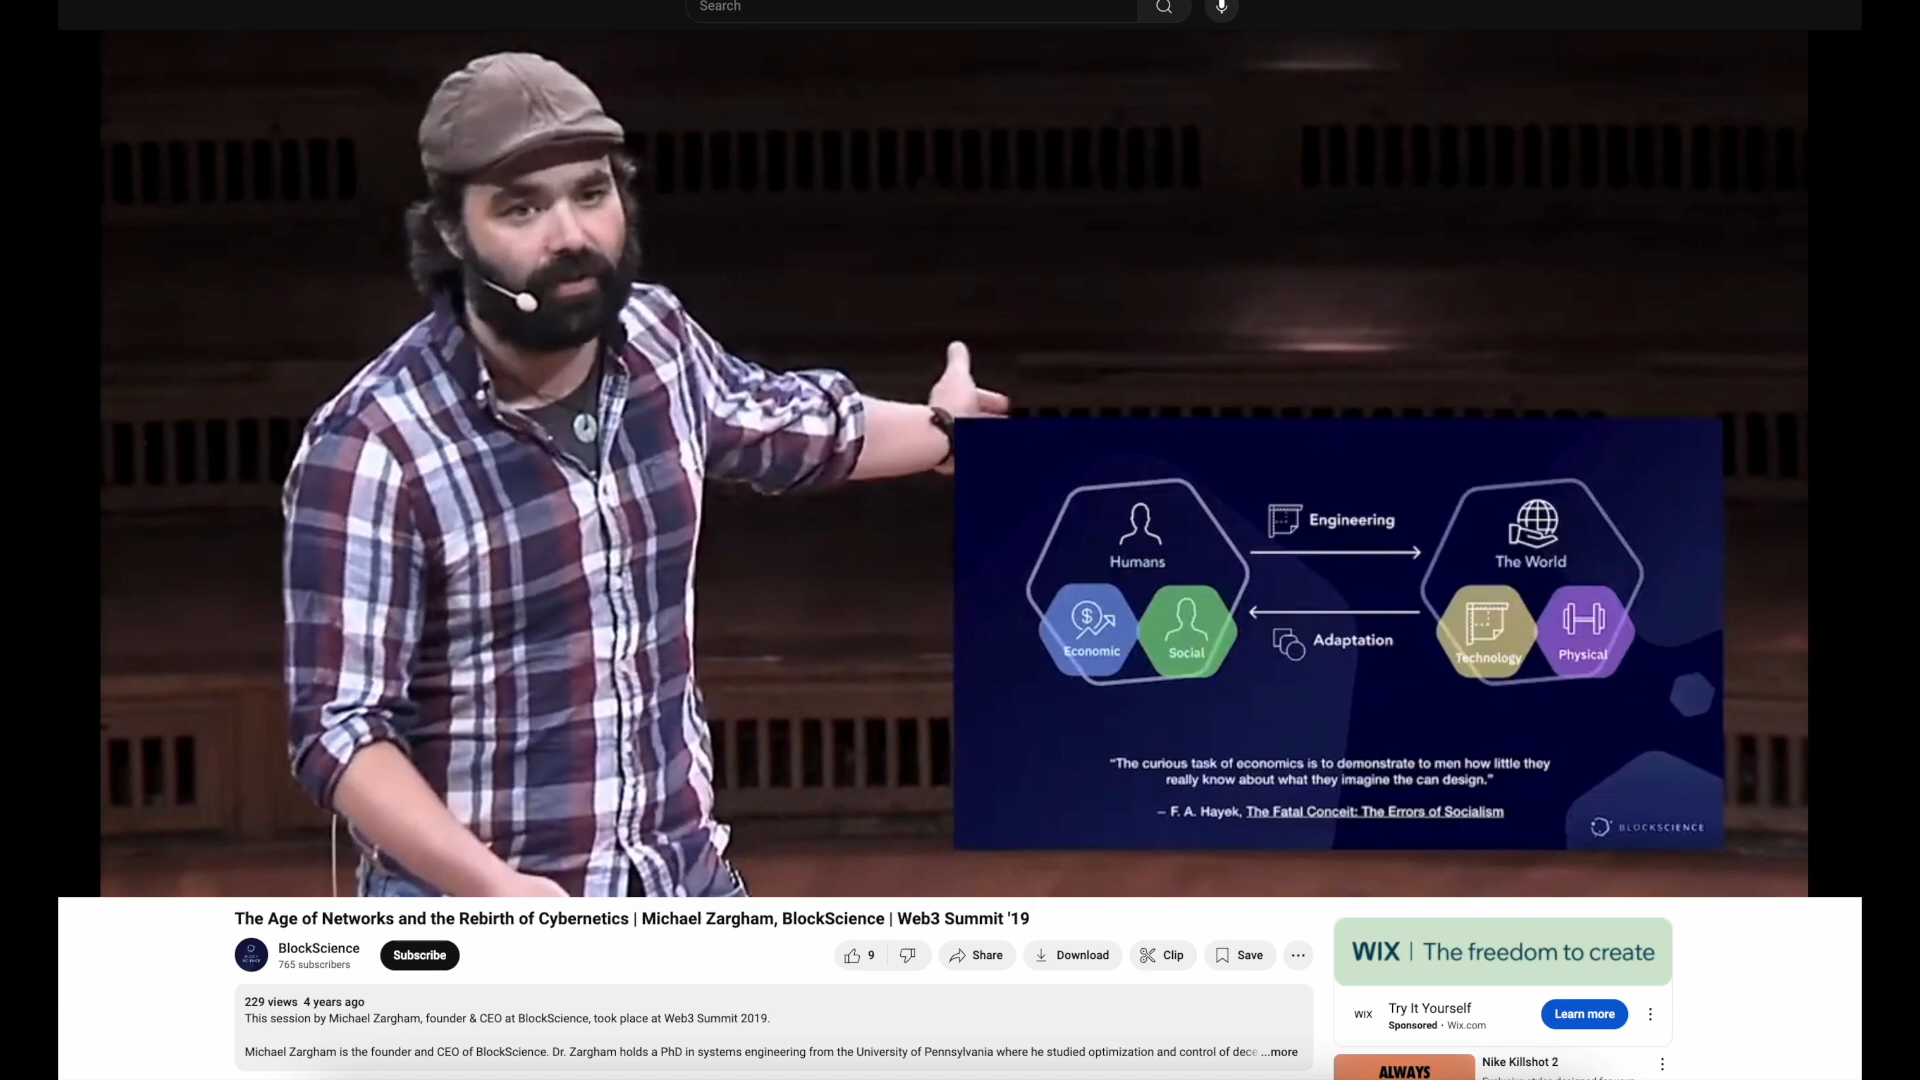 Search
Engineering
Humans
The World
Economic
Social
Adaptation
Technology
Physical
“The curious task of economics is to demonstrate to men how little they
really know about what they imagine the can design.”
– F. A. Hayek, The Fatal Conceit: The Errors of Socialism
BLOCKSCIENCE
The Age of Networks and the Rebirth of Cybernetics | Michael Zargham, BlockScience | Web3 Summit '19
BlockScience
765 subscribers
Subscribe
9
Share
Download
Clip
Save
229 views 4 years ago
This session by Michael Zargham, founder & CEO at BlockScience, took place at Web3 Summit 2019.
Michael Zargham is the founder and CEO of BlockScience. Dr. Zargham holds a PhD in systems engineering from the University of Pennsylvania where he studied optimization and control of dece ...more
WIX | The freedom to create
WIX
Try It Yourself
Sponsored · Wix.com
Learn more
ALWAYS
Nike Killshot 2